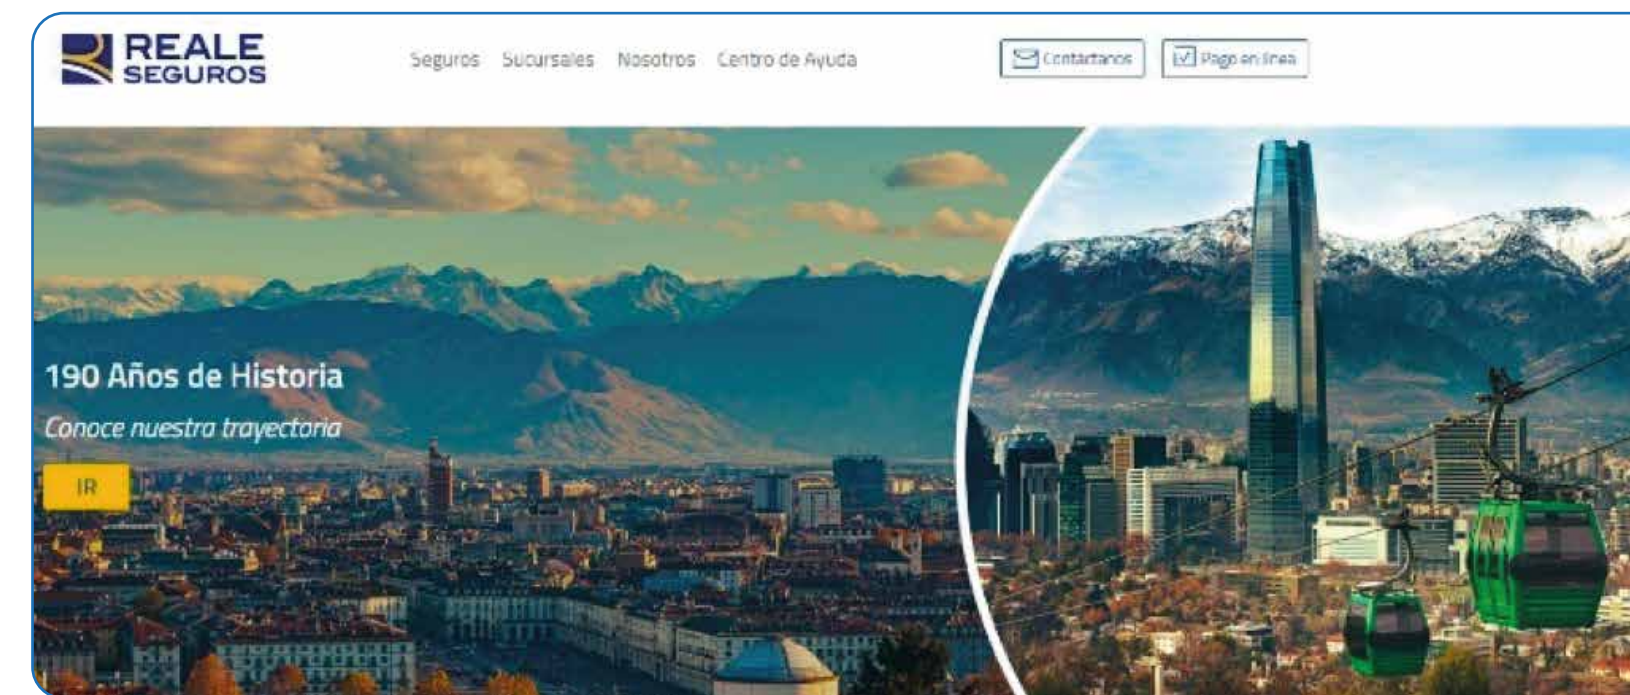 REALE
SEGUROS
Seguros Sucursales Nosotros Centro de Ayuda
Contáctanos Pago en línea
190 Años de Historia
Conoce nuestra trayectoria
IR